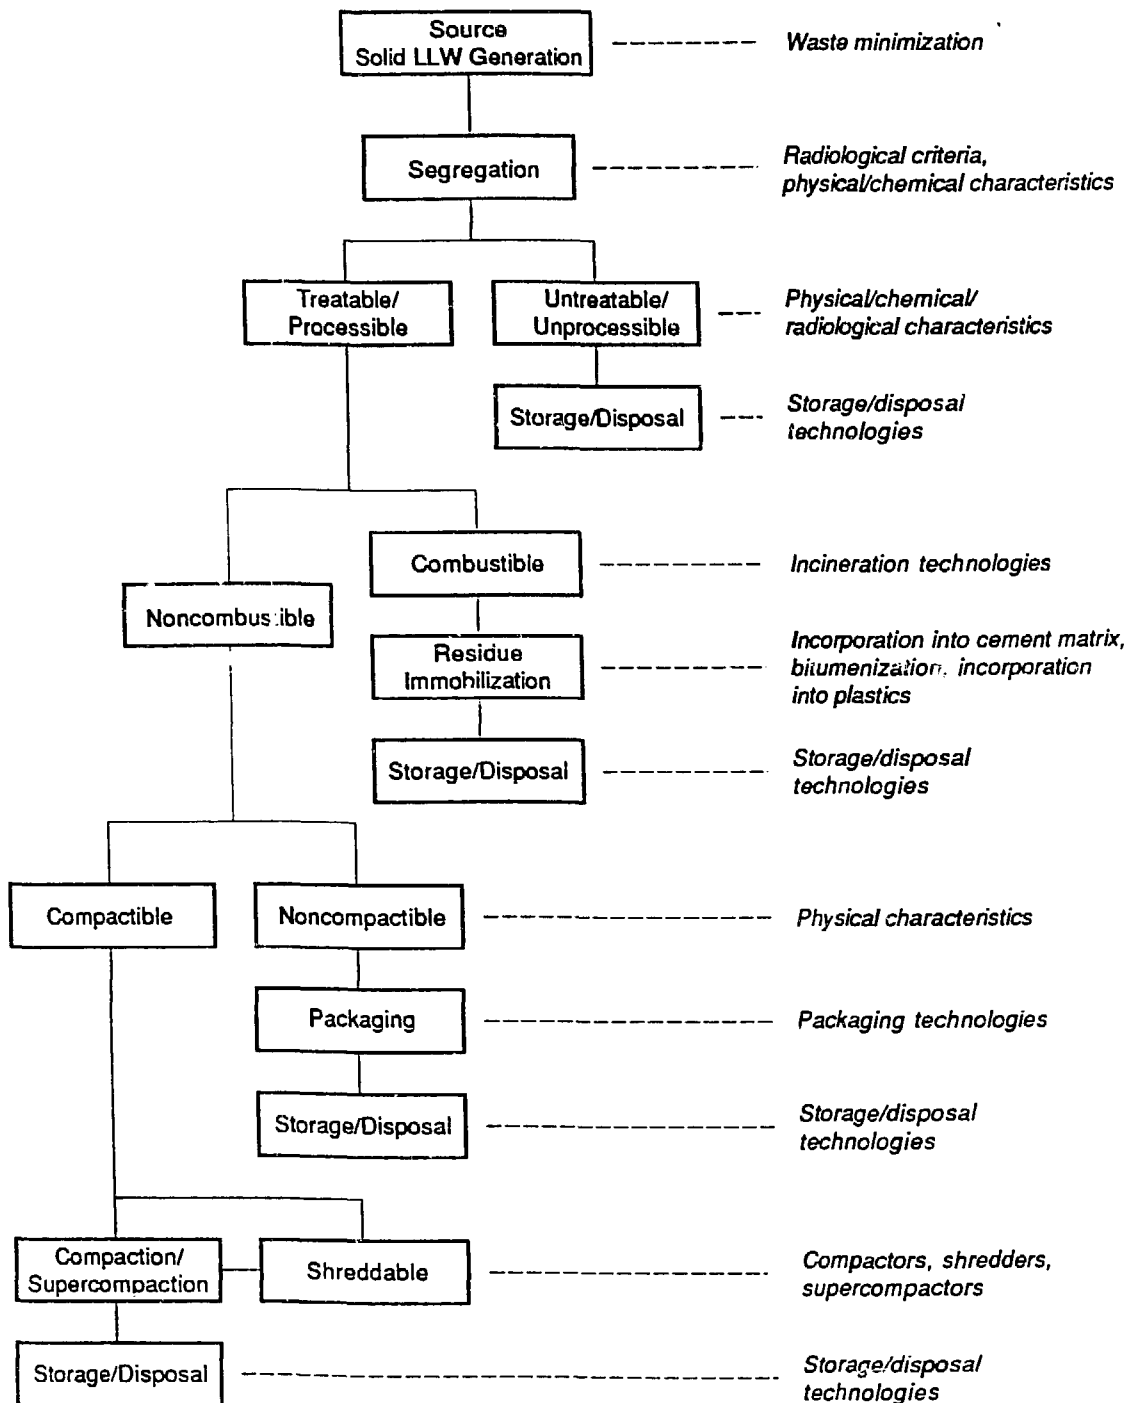 Source
Solid LLW Generation
Waste minimization
Segregation
Radiological criteria,
physical/chemical characteristics
Treatable/
Processible
Untreatable/
Unprocessible
Physical/chemical/
radiological characteristics
Storage/Disposal
Storage/disposal
technologies
Combustible
Incineration technologies
Noncombustible
Residue
Immobilization
Incorporation into cement matrix,
bitumenization, incorporation
into plastics
Storage/Disposal
Storage/disposal
technologies
Compactible
Noncompactible
Physical characteristics
Packaging
Packaging technologies
Storage/Disposal
Storage/disposal
technologies
Compaction/
Supercompaction
Shreddable
Compactors, shredders,
supercompactors
Storage/Disposal
Storage/disposal
technologies